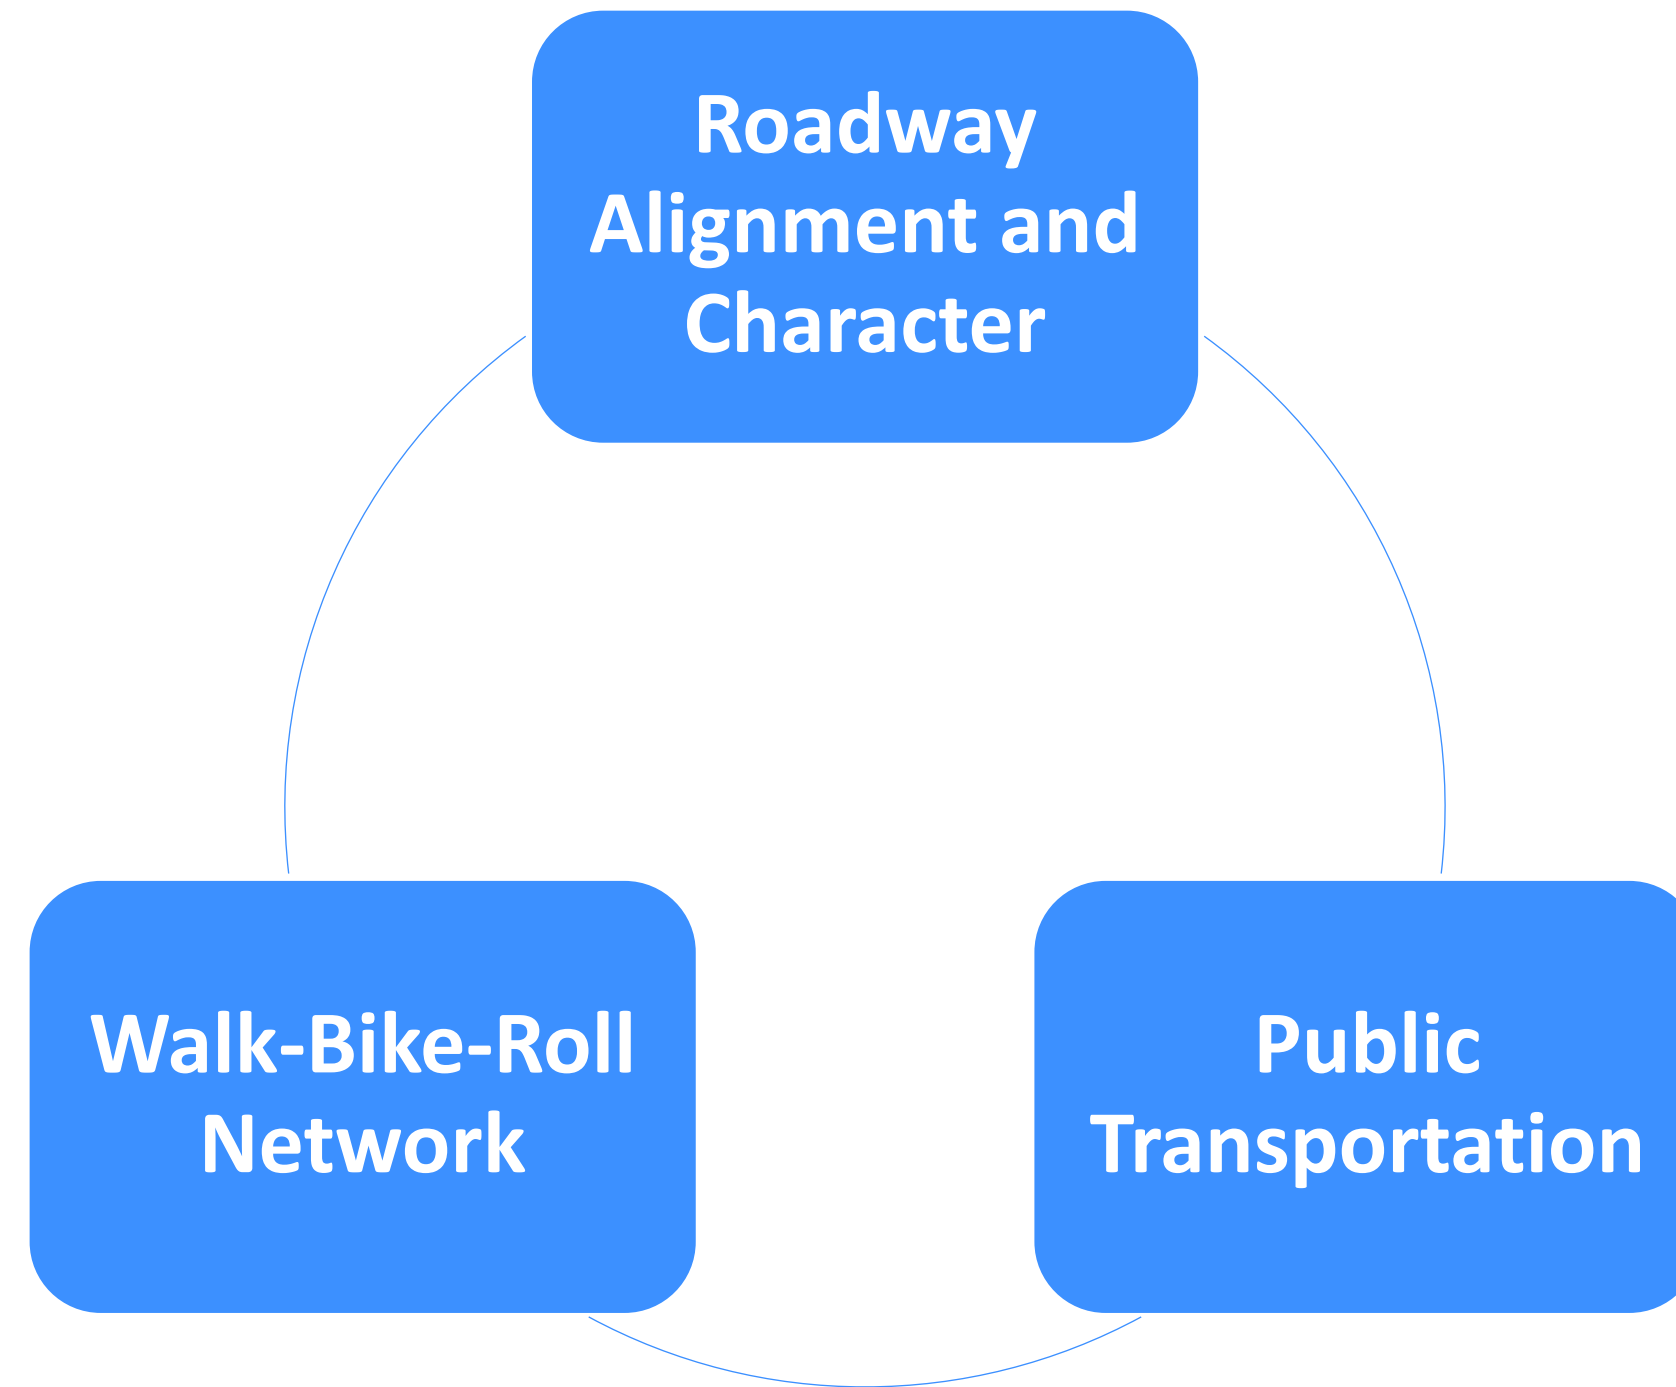 Roadway
Alignment and
Character
Walk-Bike-Roll
Network
Public
Transportation